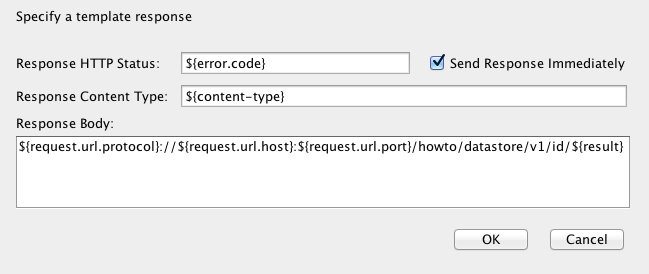 Specify a template response
Response HTTP Status: ${error.code} Send Response Immediately
Response Content Type: ${content-type}
Response Body:
${request.url.protocol}://${request.url.host}:${request.url.port}/howto/datastore/v1/id/${result}
OK Cancel